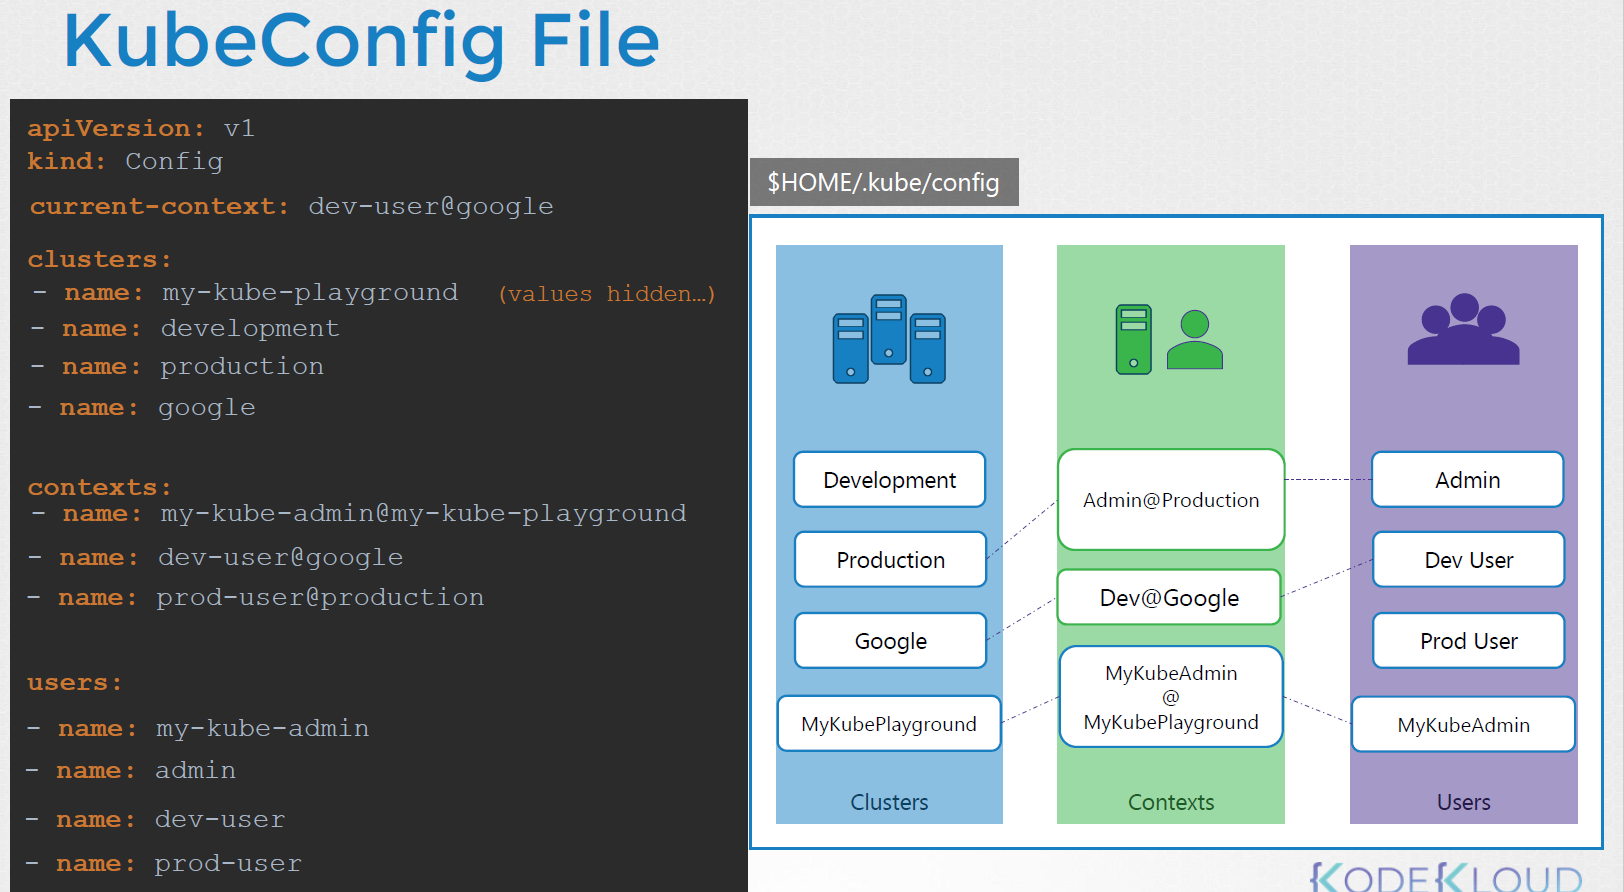 KubeConfig File
apiVersion: v1
kind: Config
current-context: dev-user@google
clusters:
- name: my-kube-playground (values hidden…)
- name: development
- name: production
- name: google
contexts:
- name: my-kube-admin@my-kube-playground
- name: dev-user@google
- name: prod-user@production
users:
- name: my-kube-admin
- name: admin
- name: dev-user
- name: prod-user
$HOME/.kube/config
Development
Production
Google
MyKubePlayground
Clusters
Admin@Production
Dev@Google
MyKubeAdmin
@
MyKubePlayground
Contexts
Admin
Dev User
Prod User
MyKubeAdmin
Users
KODEKLOUD